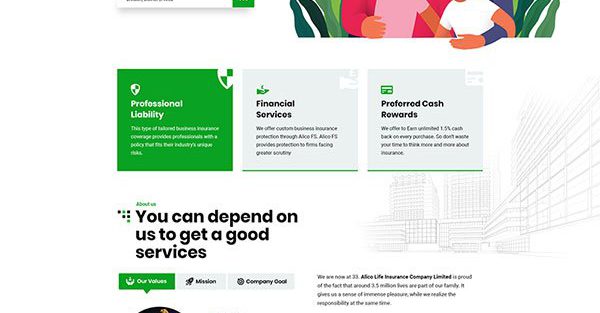 Professional
Liability
This type of tailored business insurance
coverage provides professionals with a
policy that fits their industry's unique
risks.
Financial
Services
We offer custom business insurance
protection through Alico FS. Alico FS
provides protection to firms facing
greater scrutiny
Preferred Cash
Rewards
We offer to Earn unlimited 1.5% cash
back on every purchase. So don't waste
your time to think more and more about
insurance.
About us
You can depend on
us to get a good
services
Our Values
Mission
Company Goal
We are now at 33. Alico Life Insurance Company Limited is proud
of the fact that around 3.5 million lives are part of our family. It
gives us a sense of immense pleasure, while we realize the
responsibility at the same time.